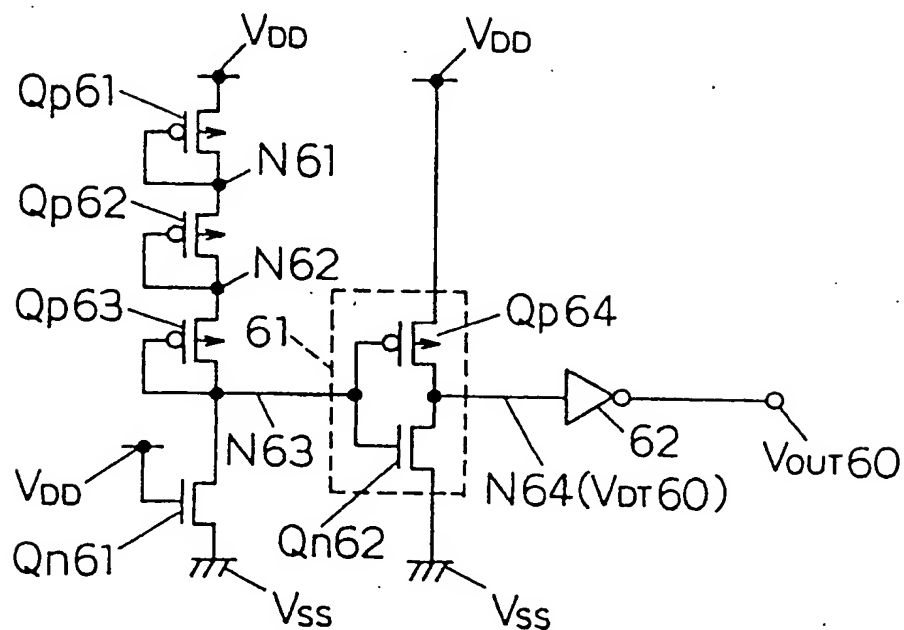 VDD
VDD
Qp61
N61
Qp62
N62
Qp63
61
Qp64
62
VOUT60
N63
N64(VDT60)
VDD
Qn61
Qn62
VSS
VSS